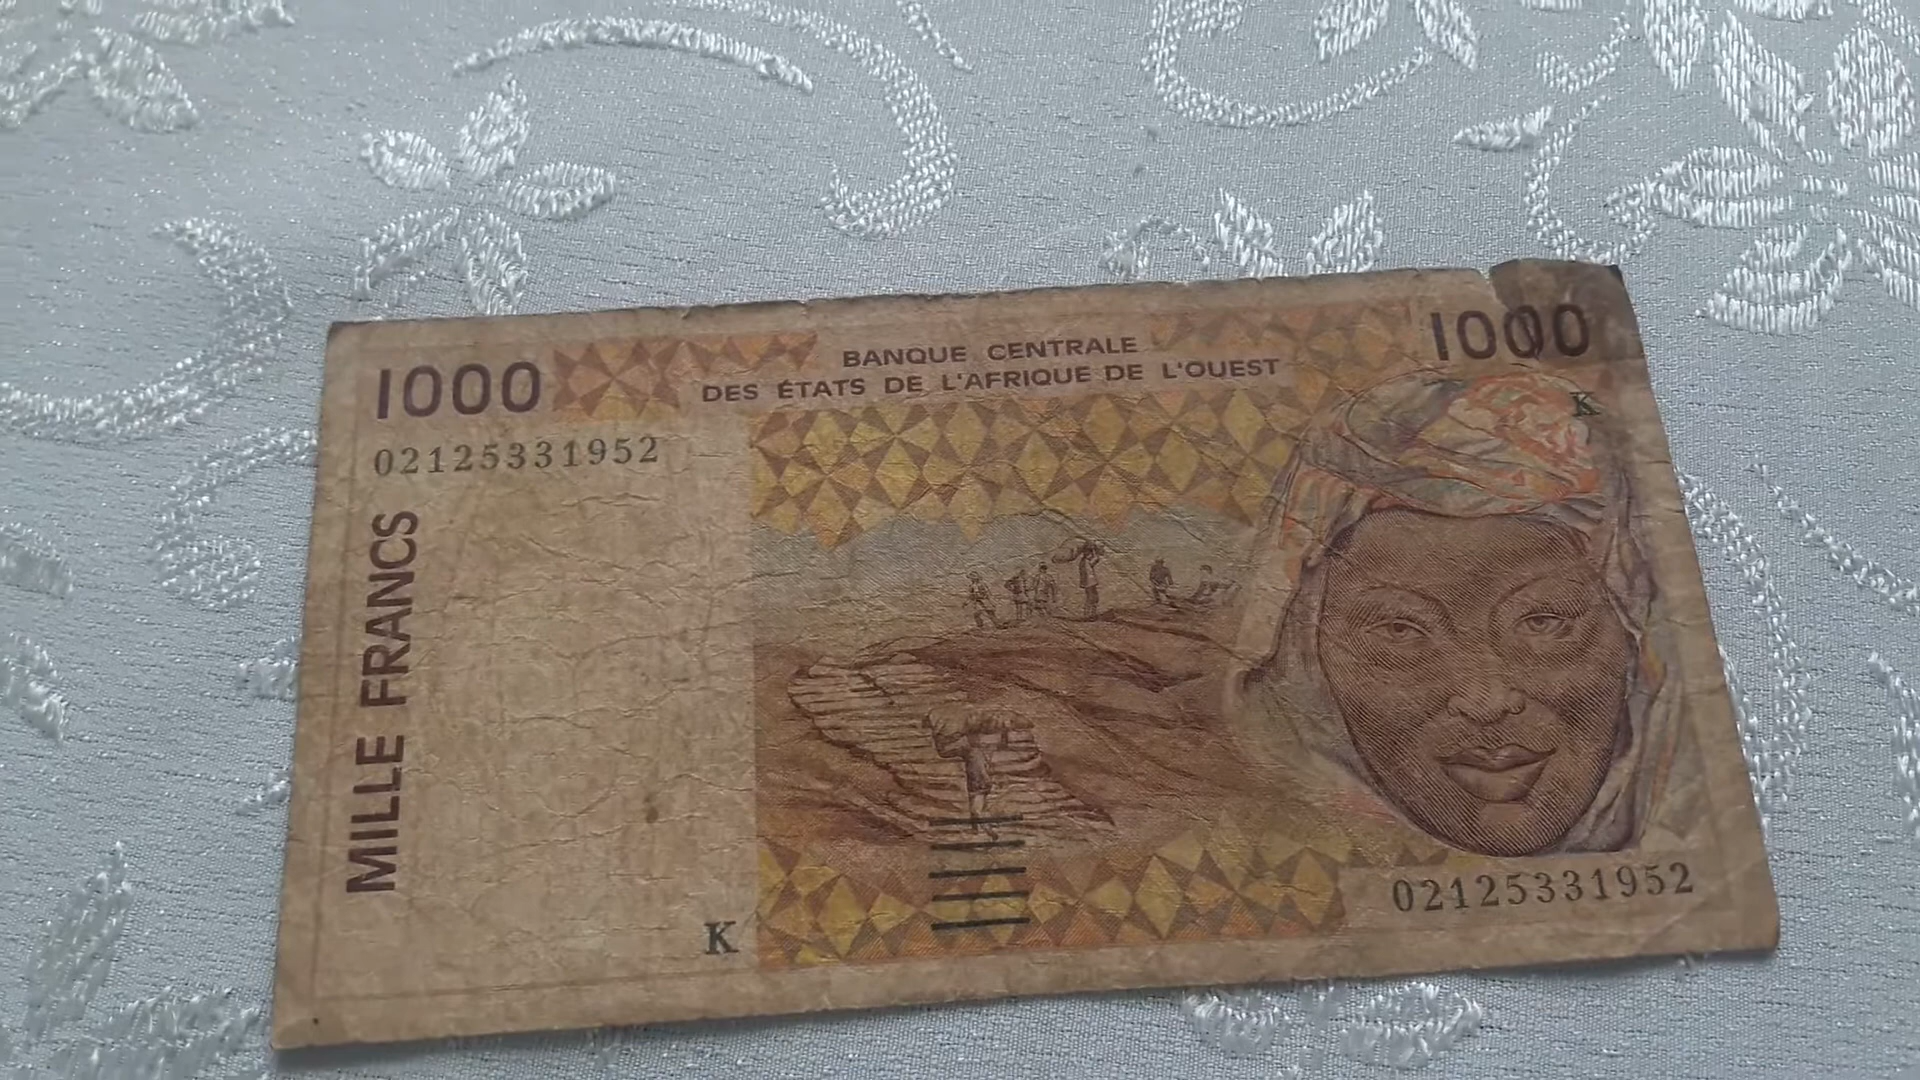 1000
BANQUE CENTRALE
DES ÉTATS DE L'AFRIQUE DE L'OUEST
1000
K
02125331952
MILLE FRANCS
K
02125331952